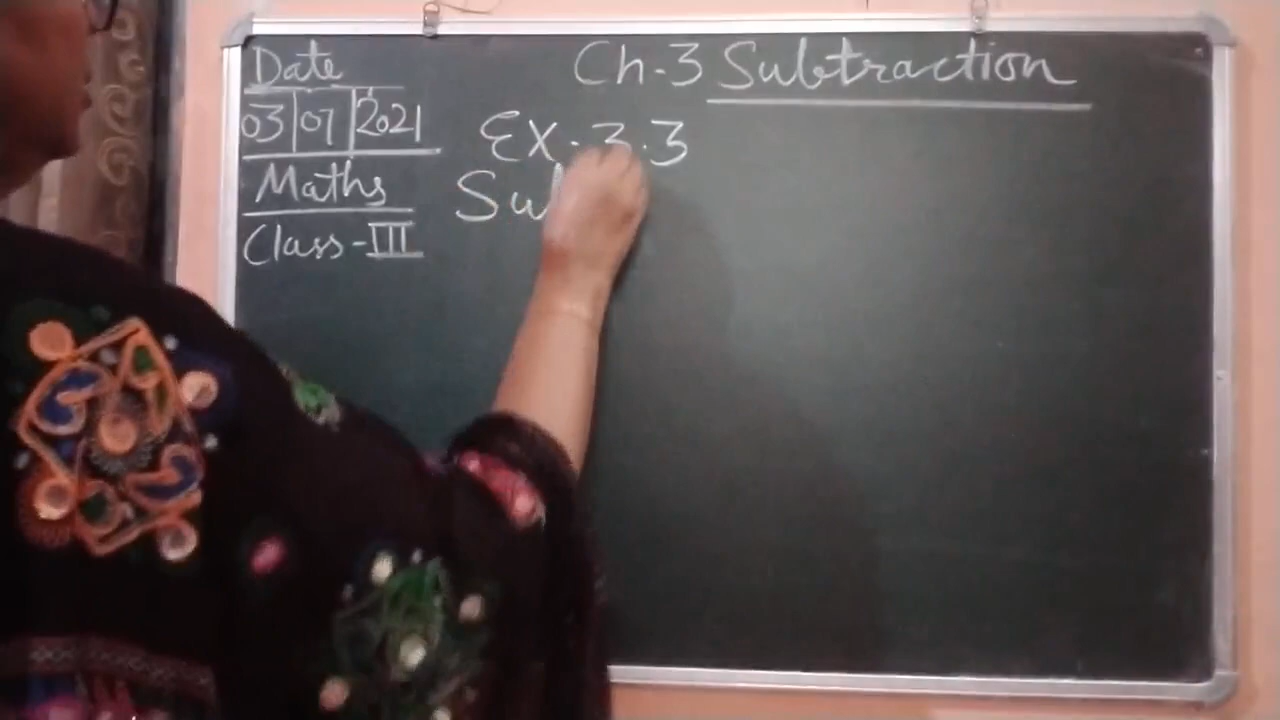 Ch-3 Subtraction
Date
03|07|2021
Maths
Class-III
EX. 3.3
Su